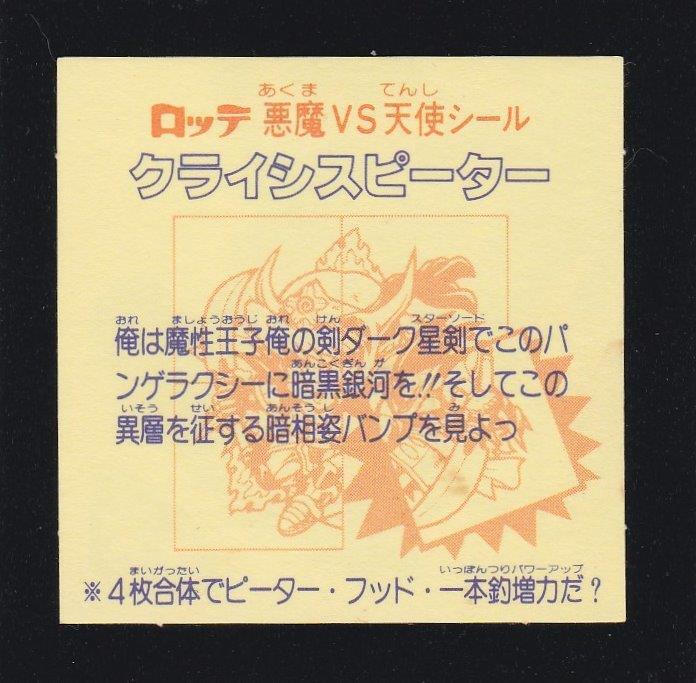 あくま てんし
ロッテ 悪魔VS天使シール
クライシスピーター
おれ ましょうおうじ おれ けん スターソード
俺は魔性王子俺の剣ダーク星剣でこのパ
あんこくぎんが
ンゲラクシーに暗黒銀河を!!そしてこの
いそう せい あんそうし み
異層を征する暗相姿バンプを見よっ
まいがったい いっぽんつりパワーアップ
※4枚合体でピーター・フッド・一本釣増力だ?